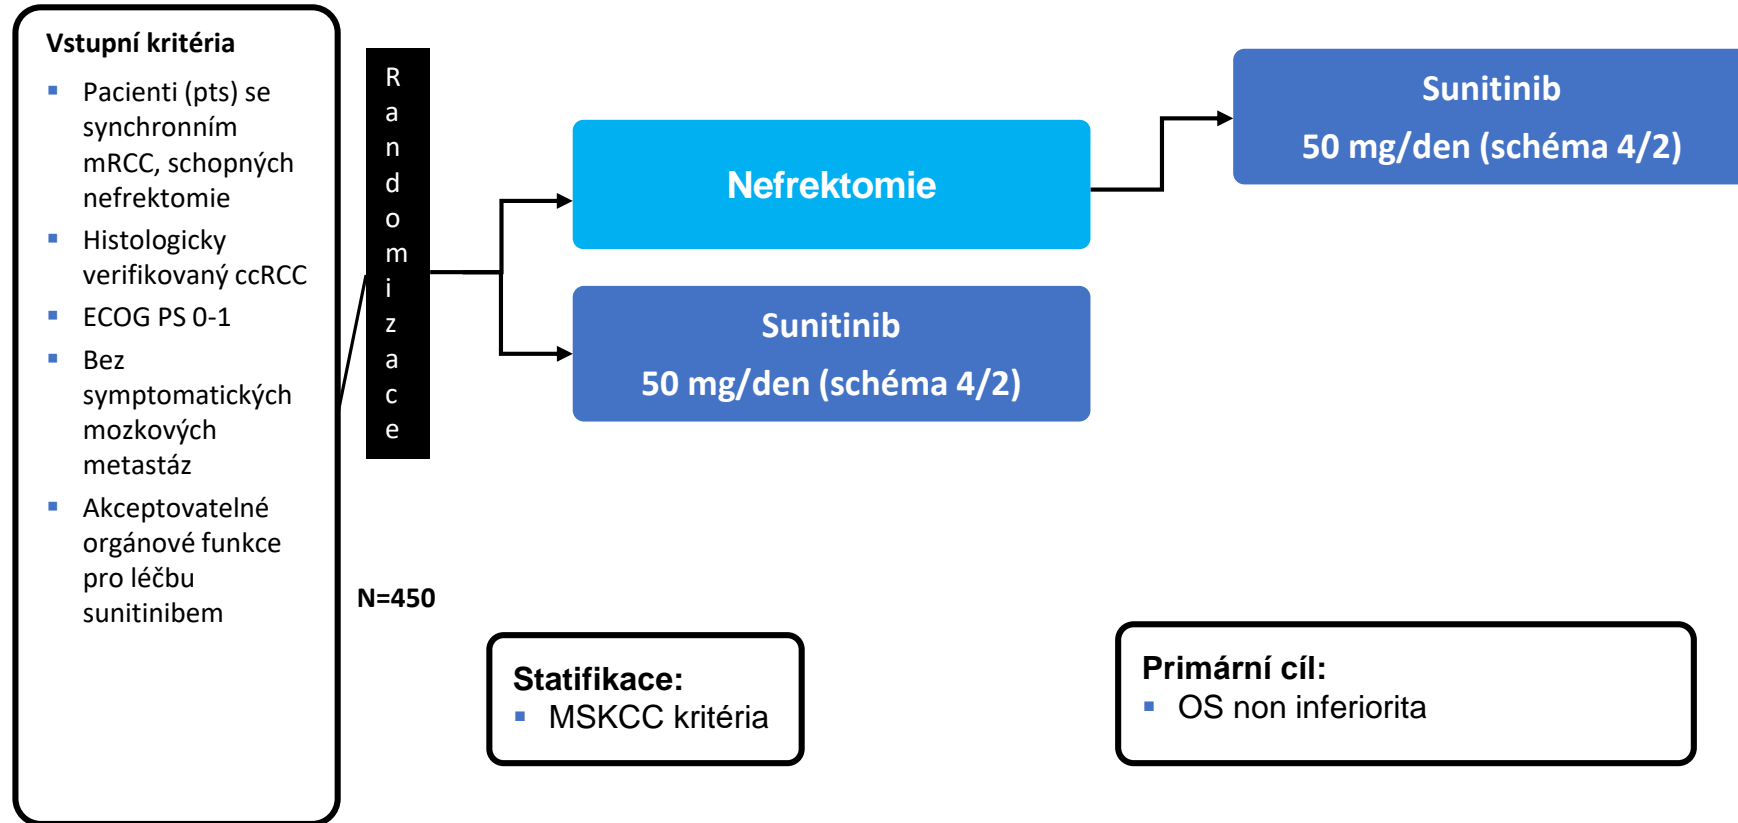 Vstupní kritéria
▪ Pacienti (pts) se
synchronním
mRCC, schopných
nefrektomie
▪ Histologicky
verifikovaný ccRCC
▪ ECOG PS 0-1
▪ Bez
symptomatických
mozkových
metastáz
▪ Akceptovatelné
orgánové funkce
pro léčbu
sunitinibem
Randomizace
N=450
Nefrektomie
Sunitinib
50 mg/den (schéma 4/2)
Sunitinib
50 mg/den (schéma 4/2)
Statifikace:
▪ MSKCC kritéria
Primární cíl:
▪ OS non inferiorita